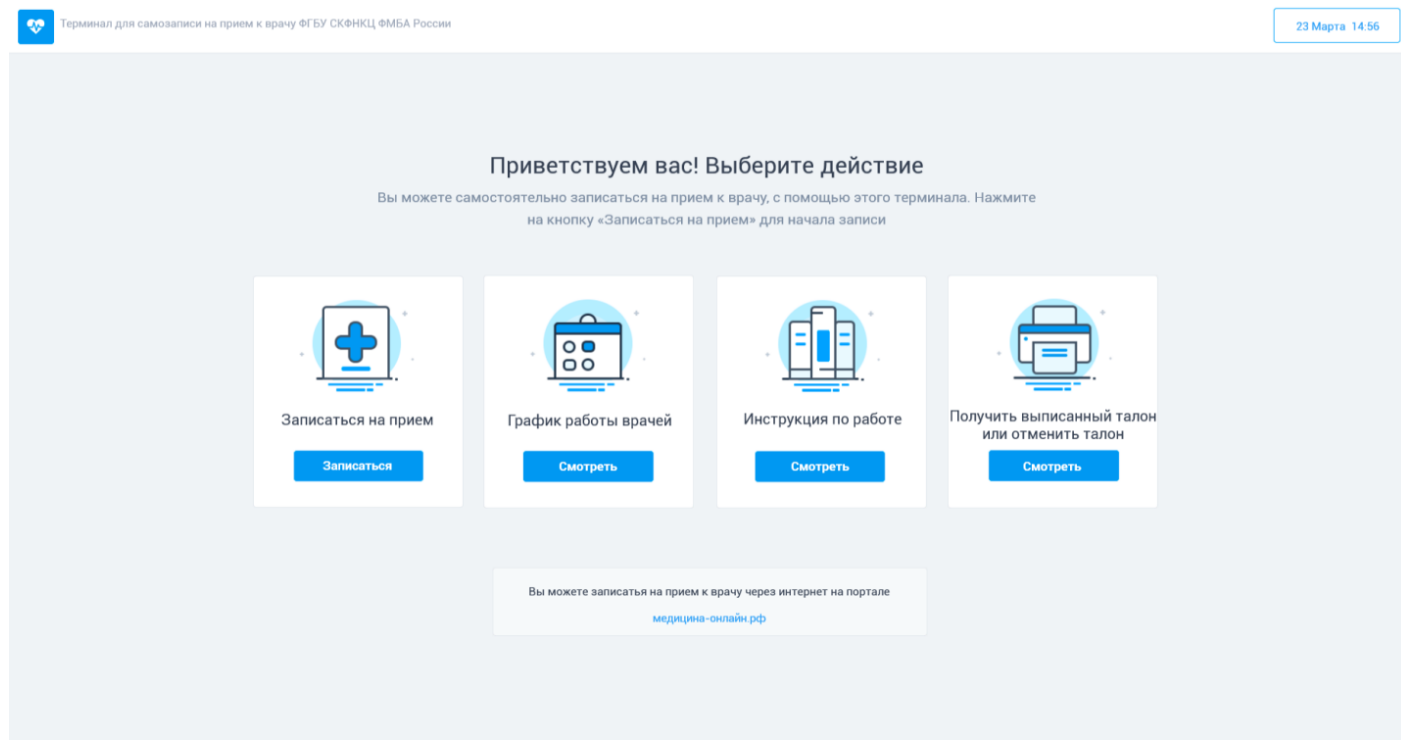 Терминал для самозаписи на прием к врачу ФГБУ СКФНКЦ ФМБА России
23 Марта 14:56
Приветствуем вас! Выберите действие
Вы можете самостоятельно записаться на прием к врачу, с помощью этого терминала. Нажмите
на кнопку «Записаться на прием» для начала записи
Записаться на прием
Записаться
График работы врачей
Смотреть
Инструкция по работе
Смотреть
Получить выписанный талон
или отменить талон
Смотреть
Вы можете записатья на прием к врачу через интернет на портале
медицина-онлайн.рф